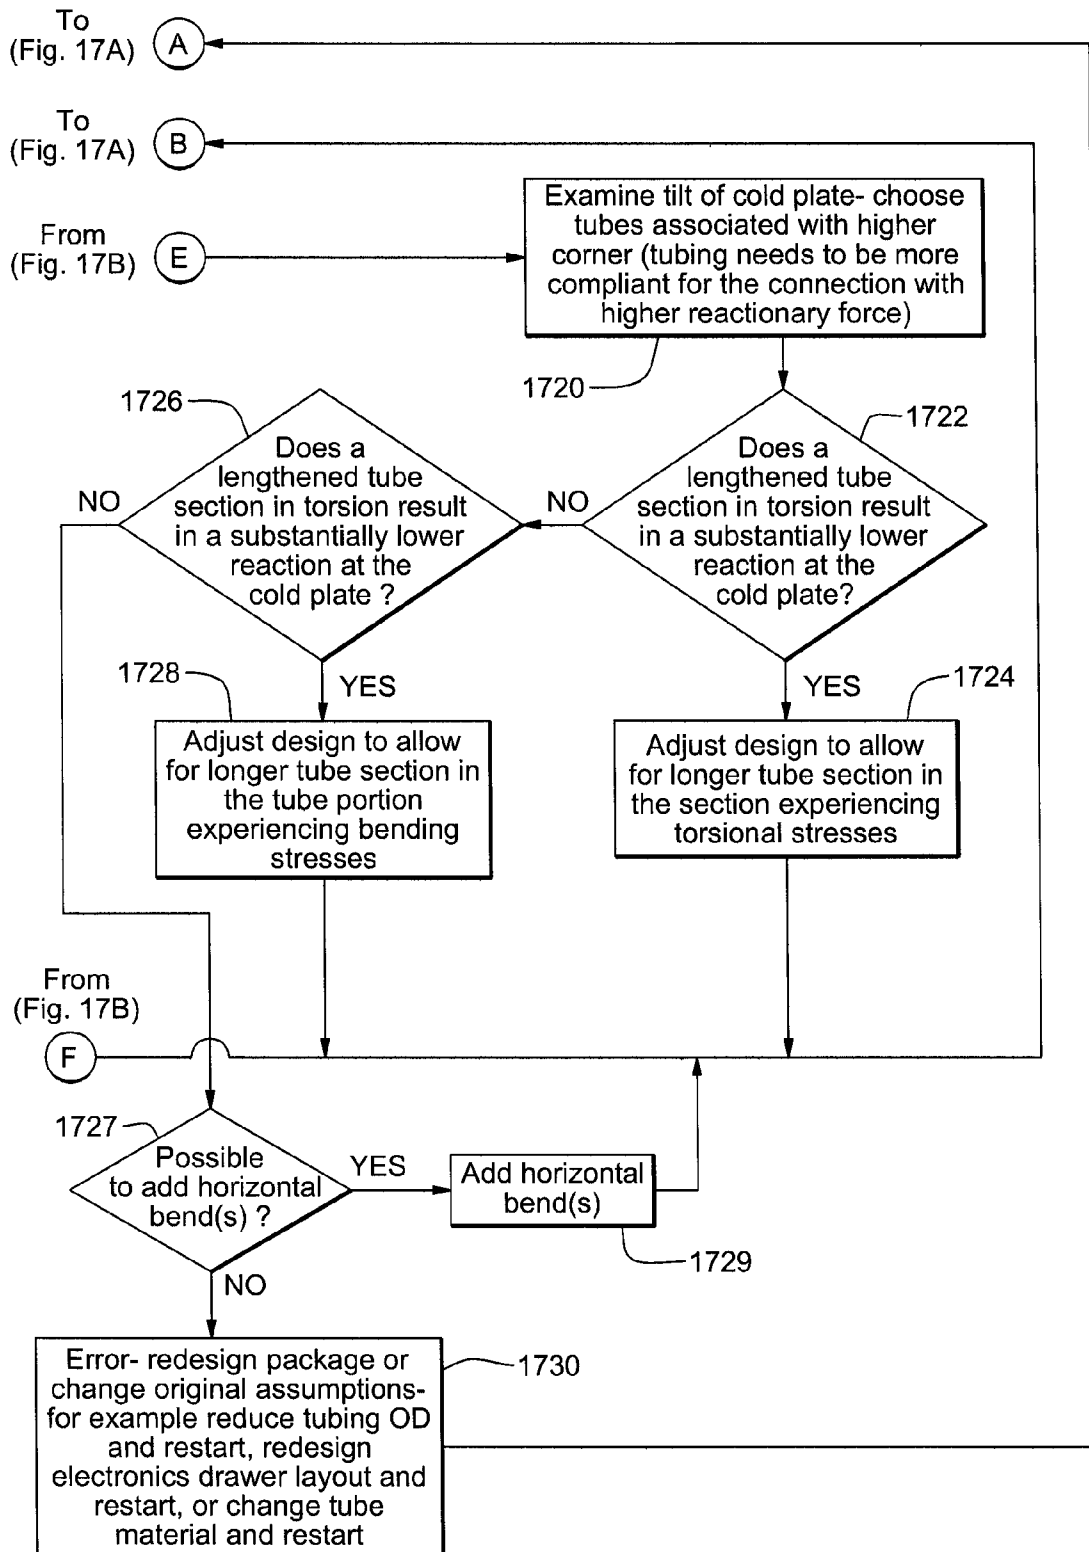 To
(Fig. 17A)
A
To
(Fig. 17A)
B
From
(Fig. 17B)
E
Examine tilt of cold plate- choose
tubes associated with higher
corner (tubing needs to be more
compliant for the connection with
higher reactionary force)
1720
1726
Does a
lengthened tube
section in torsion result
in a substantially lower
reaction at the
cold plate ?
NO
YES
1722
Does a
lengthened tube
section in torsion result
in a substantially lower
reaction at the
cold plate?
NO
YES
1728
Adjust design to allow
for longer tube section in
the tube portion
experiencing bending
stresses
1724
Adjust design to allow
for longer tube section in
the section experiencing
torsional stresses
From
(Fig. 17B)
F
1727
Possible
to add horizontal
bend(s) ?
YES
Add horizontal
bend(s)
1729
NO
Error- redesign package or
change original assumptions-
for example reduce tubing OD
and restart, redesign
electronics drawer layout and
restart, or change tube
material and restart
1730